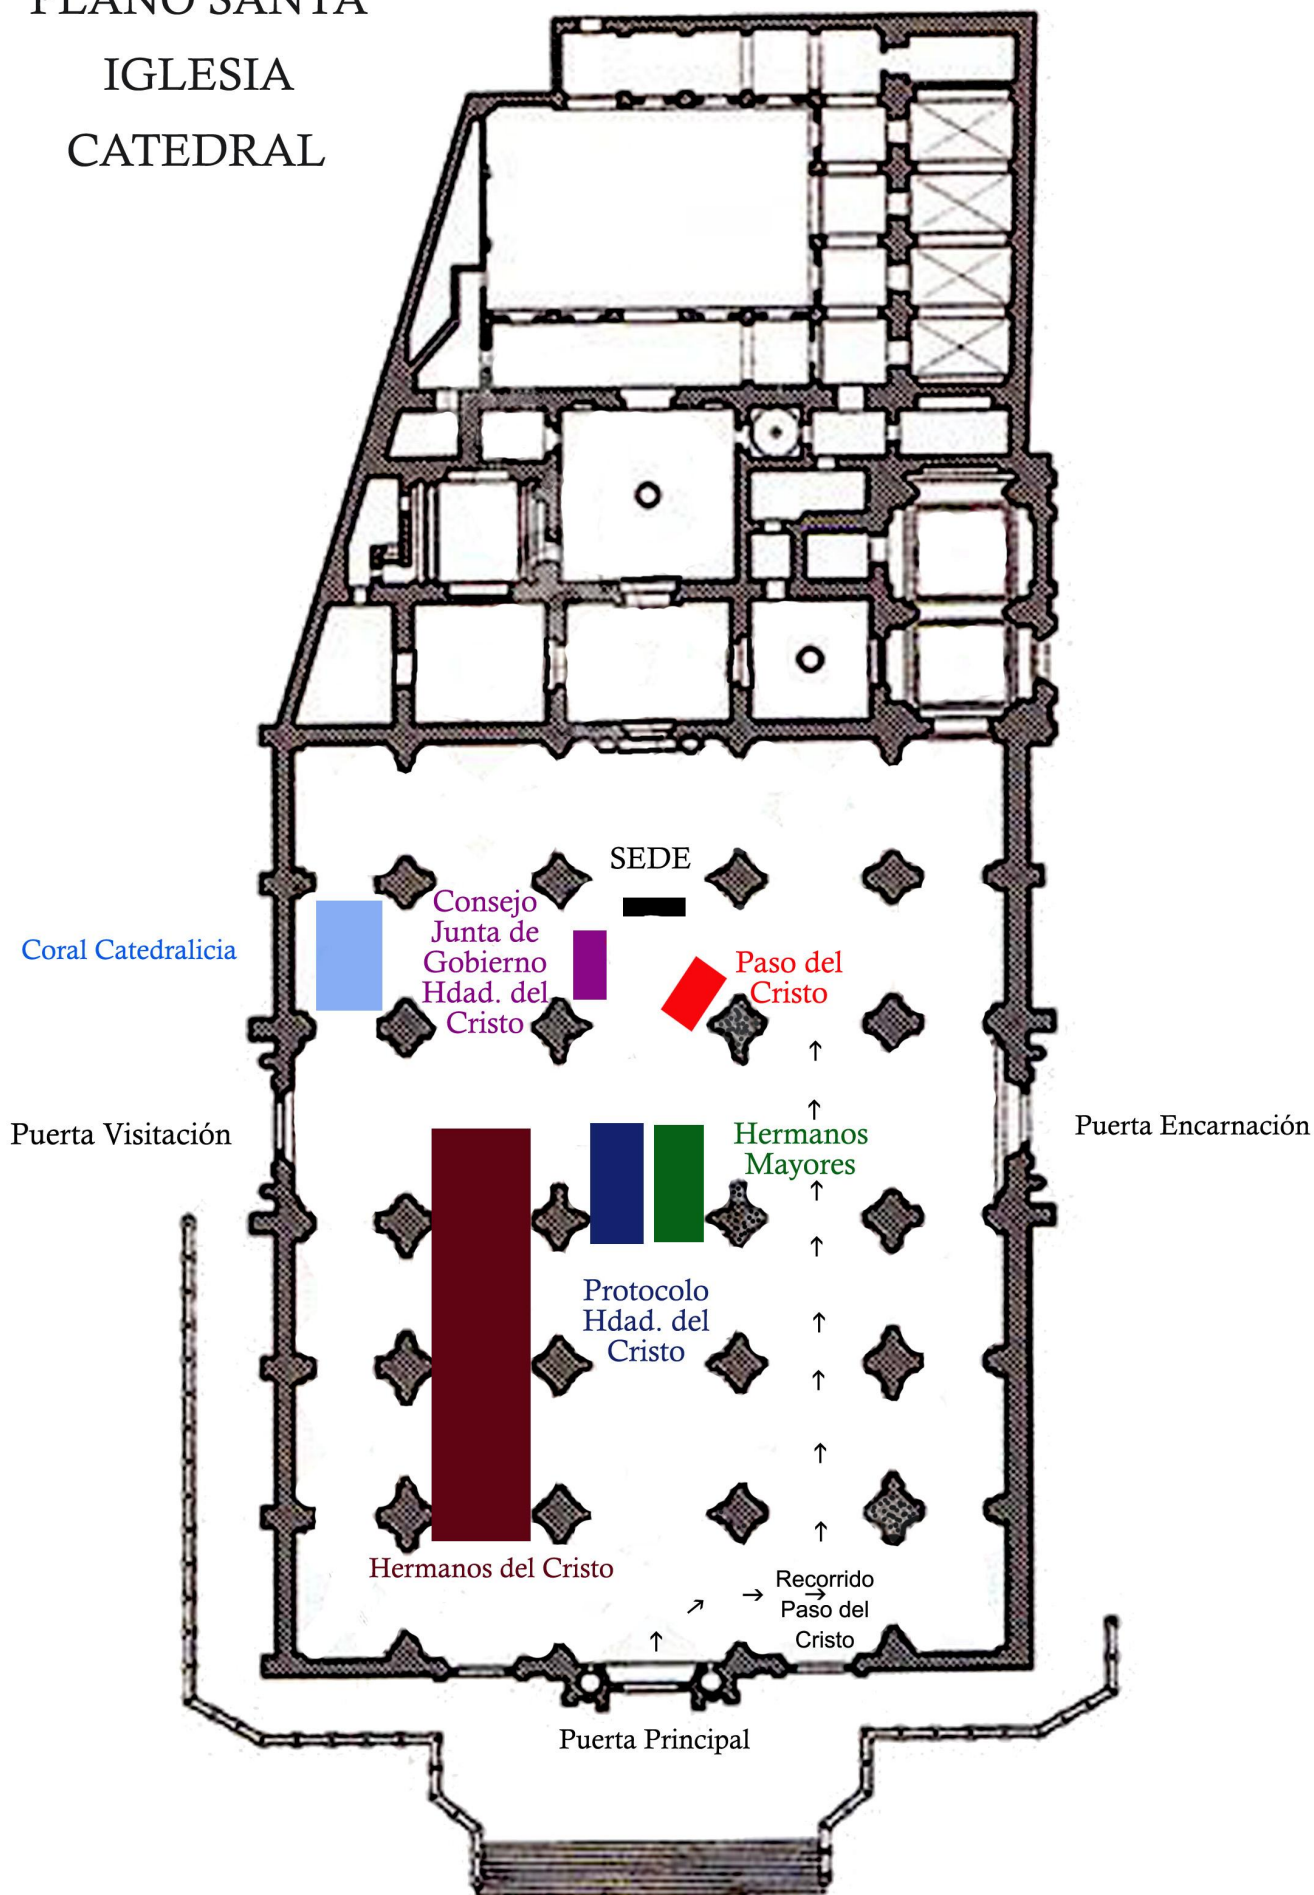 PLANO SANTA
IGLESIA
CATEDRAL
SEDE
Consejo
Junta de
Gobierno
Hdad. del
Cristo
Coral Catedralicia
Paso del
Cristo
Puerta Visitación
Hermanos
Mayores
Puerta Encarnación
Protocolo
Hdad. del
Cristo
Hermanos del Cristo
Recorrido
Paso del
Cristo
Puerta Principal